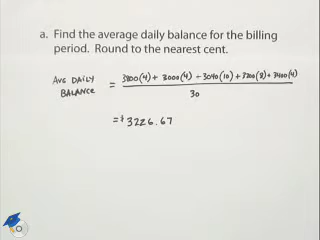 a. Find the average daily balance for the billing
period. Round to the nearest cent.
AVG DAILY BALANCE = 3800(4) + 3000(4) + 3040(10) + 3200(8) + 3400(4)
30
= $3226.67